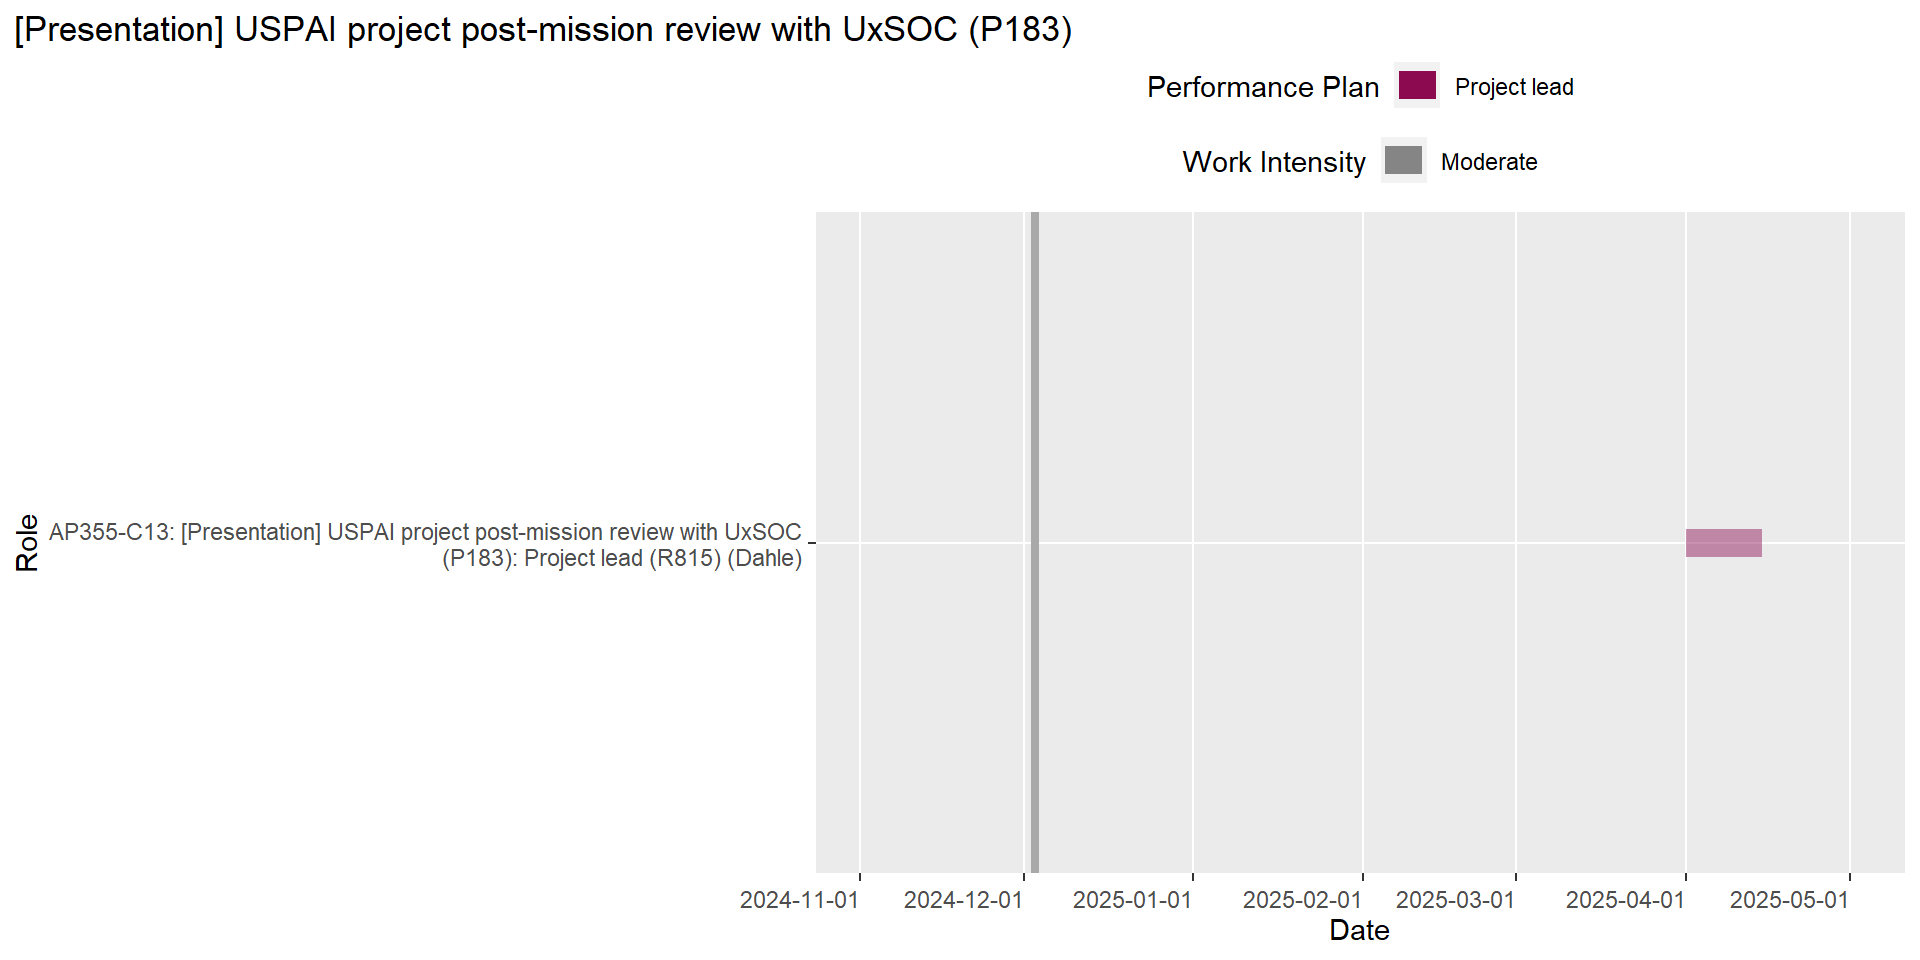 [Presentation] USPAI project post-mission review with UxSOC (P183)
Performance Plan
Project lead
Work Intensity
Moderate
Role
AP355-C13: [Presentation] USPAI project post-mission review with UxSOC
(P183): Project lead (R815) (Dahle)
2024-11-01
2024-12-01
2025-01-01
2025-02-01
2025-03-01
2025-04-01
2025-05-01
Date